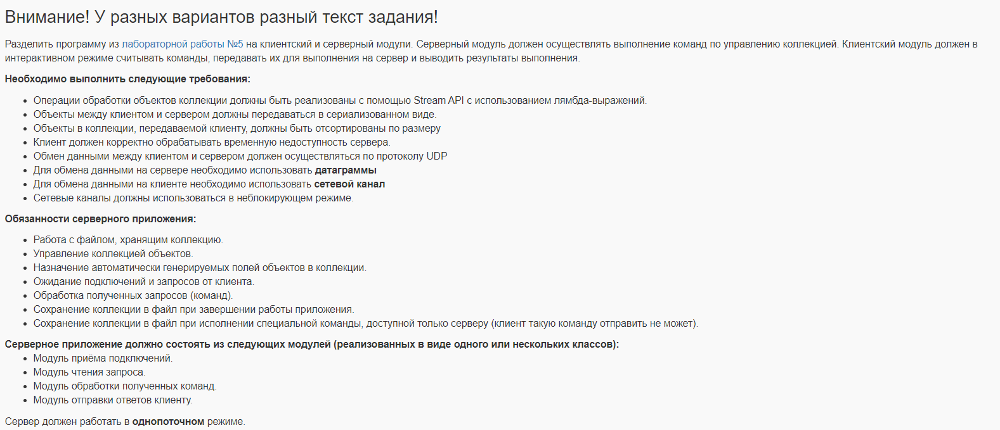 Внимание! У разных вариантов разный текст задания!
Разделить программу из лабораторной работы №5 на клиентский и серверный модули. Серверный модуль должен осуществлять выполнение команд по управлению коллекцией. Клиентский модуль должен в
интерактивном режиме считывать команды, передавать их для выполнения на сервер и выводить результаты выполнения.
Необходимо выполнить следующие требования:
• Операции обработки объектов коллекции должны быть реализованы с помощью Stream API с использованием лямбда-выражений.
• Объекты между клиентом и сервером должны передаваться в сериализованном виде.
• Объекты в коллекции, передаваемой клиенту, должны быть отсортированы по размеру
• Клиент должен корректно обрабатывать временную недоступность сервера.
• Обмен данными между клиентом и сервером должен осуществляться по протоколу UDP
• Для обмена данными на сервере необходимо использовать датаграммы
• Для обмена данными на клиенте необходимо использовать сетевой канал
• Сетевые каналы должны использоваться в неблокирующем режиме.
Обязанности серверного приложения:
• Работа с файлом, хранящим коллекцию.
• Управление коллекцией объектов.
• Назначение автоматически генерируемых полей объектов в коллекции.
• Ожидание подключений и запросов от клиента.
• Обработка полученных запросов (команд).
• Сохранение коллекции в файл при завершении работы приложения.
• Сохранение коллекции в файл при исполнении специальной команды, доступной только серверу (клиент такую команду отправить не может).
Серверное приложение должно состоять из следующих модулей (реализованных в виде одного или нескольких классов):
• Модуль приёма подключений.
• Модуль чтения запроса.
• Модуль обработки полученных команд.
• Модуль отправки ответов клиенту.
Сервер должен работать в однопоточном режиме.